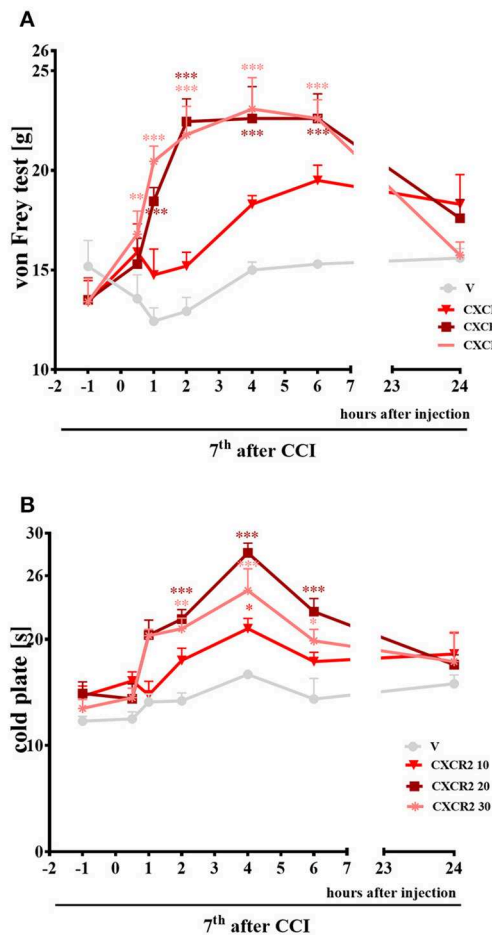 A
26
25
20
15
10
von Frey test [g]
*** *** ***
*** *** ***
** *** *** ***
V
CXCI
CXCI
CXCI
-2 -1 0 1 2 3 4 5 6 7 23 24
hours after injection
7th after CCI
B
30
26
20
10
0
cold plate [s]
*** *** ***
** *** *
*
V
CXCR2 10
CXCR2 20
CXCR2 30
-2 -1 0 1 2 3 4 5 6 7 23 24
hours after injection
7th after CCI